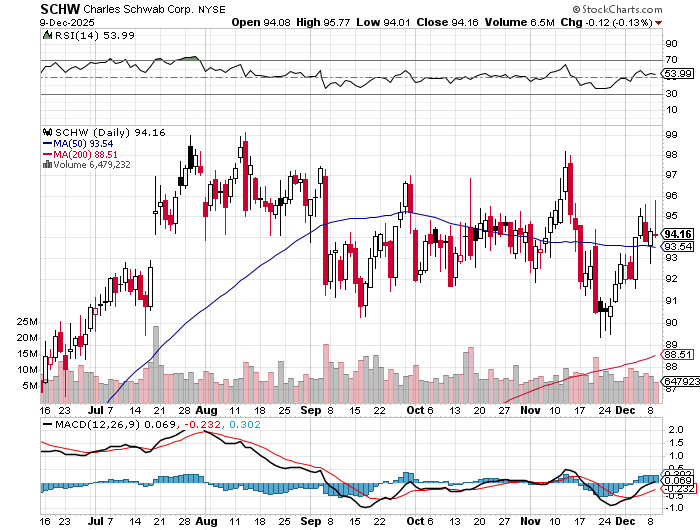 SCHW Charles Schwab Corp. NYSE
© StockCharts.com
9-Dec-2025 Open 94.08 High 95.77 Low 94.01 Close 94.16 Volume 6.5M Chg -0.12 (-0.13%)
RSI(14) 53.99
90
70
53.99
30
10
SCHW (Daily) 94.16
MA(50) 93.54
MA(200) 88.51
Volume 6,479,232
99
98
97
96
95
94.16
93.54
93
92
91
90
89
88.51
88
647923
87
25M
20M
15M
10M
5M
16 23 Jul 7 14 21 28 Aug 11 18 25 Sep 8 15 22 Oct 6 13 20 27 Nov 10 17 24 Dec 8
MACD(12,26,9) 0.069, -0.232, 0.302
2.0
1.5
1.0
0.5
0.302
0.069
-0.232
-0.5
-1.0
16 23 Jul 7 14 21 28 Aug 11 18 25 Sep 8 15 22 Oct 6 13 20 27 Nov 10 17 24 Dec 8